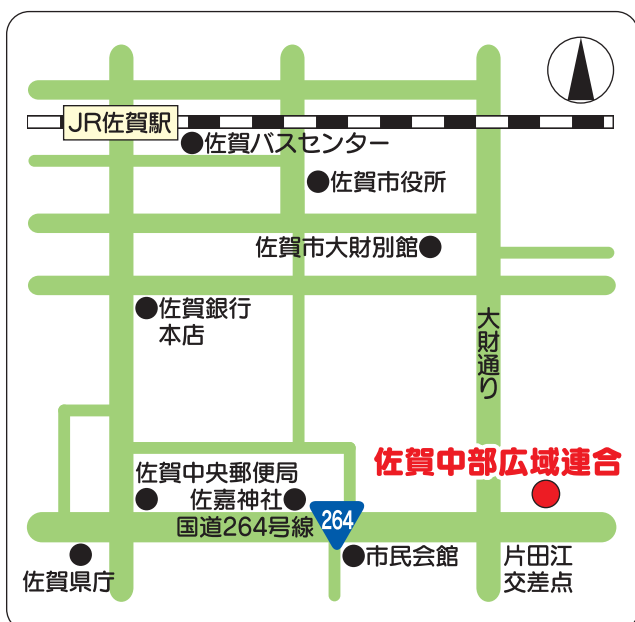 JR佐賀駅
佐賀バスセンター
佐賀市役所
佐賀市大財別館
佐賀銀行
本店
大財通り
佐賀中部広域連合
佐賀中央郵便局
佐嘉神社
264
国道264号線
市民会館
片田江
交差点
佐賀県庁